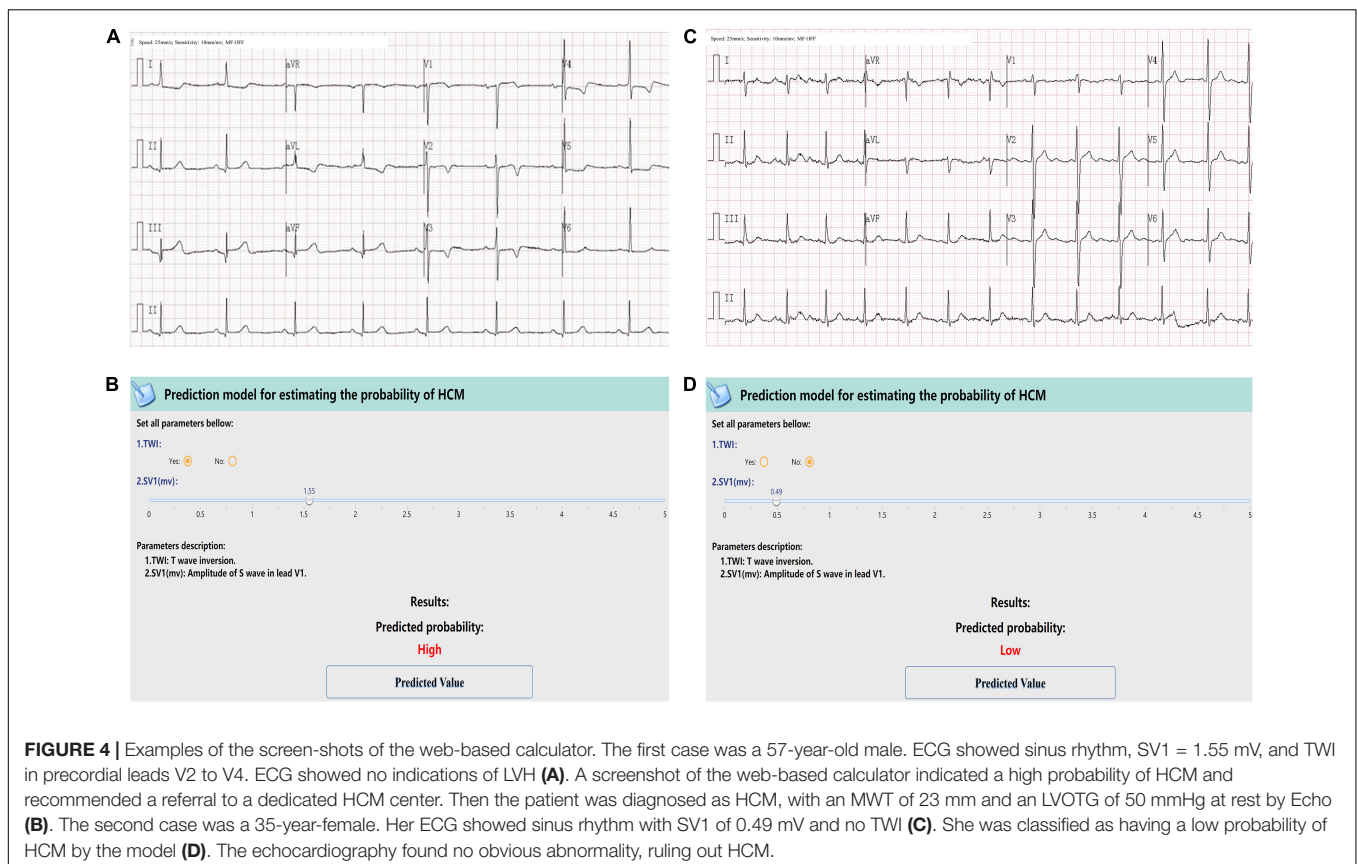 A
Speed: 25mm/s; Sensitivity: 10mm/mv; MF OFF
I aVR V1 V4
II aVL V2 V5
III aVF V3 V6
II
C
Speed: 25mm/s; Sensitivity: 10mm/mv; MF OFF
I aVR V1 V4
II aVL V2 V5
III aVF V3 V6
II
B
Prediction model for estimating the probability of HCM
Set all parameters bellow:
1.TWI:
Yes: No:
2.SV1(mv):
1.55
0 0.5 1 1.5 2 2.5 3 3.5 4 4.5 5
Parameters description:
1.TWI: T wave inversion.
2.SV1(mv): Amplitude of S wave in lead V1.
Results:
Predicted probability:
High
Predicted Value
D
Prediction model for estimating the probability of HCM
Set all parameters bellow:
1.TWI:
Yes: No:
2.SV1(mv):
0.49
0 0.5 1 1.5 2 2.5 3 3.5 4 4.5 5
Parameters description:
1.TWI: T wave inversion.
2.SV1(mv): Amplitude of S wave in lead V1.
Results:
Predicted probability:
Low
Predicted Value
FIGURE 4 | Examples of the screen-shots of the web-based calculator. The first case was a 57-year-old male. ECG showed sinus rhythm, SV1 = 1.55 mV, and TWI
in precordial leads V2 to V4. ECG showed no indications of LVH (A). A screenshot of the web-based calculator indicated a high probability of HCM and
recommended a referral to a dedicated HCM center. Then the patient was diagnosed as HCM, with an MWT of 23 mm and an LVOTG of 50 mmHg at rest by Echo
(B). The second case was a 35-year-female. Her ECG showed sinus rhythm with SV1 of 0.49 mV and no TWI (C). She was classified as having a low probability of
HCM by the model (D). The echocardiography found no obvious abnormality, ruling out HCM.